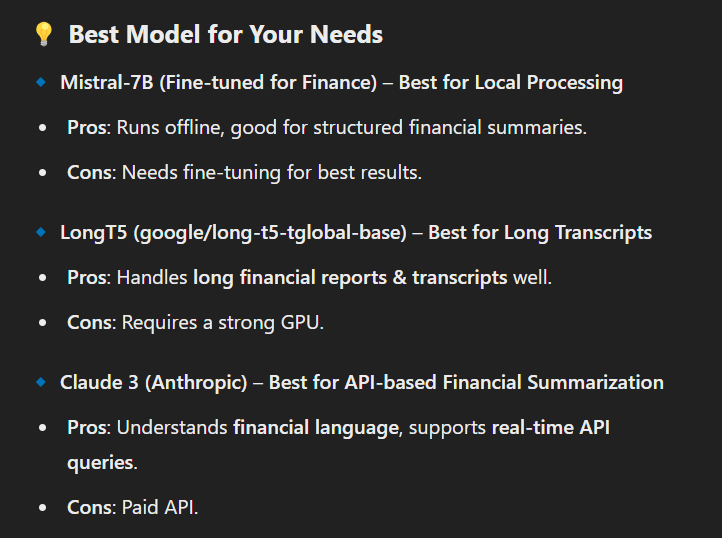 💡 Best Model for Your Needs
🔹 Mistral-7B (Fine-tuned for Finance) – Best for Local Processing
• Pros: Runs offline, good for structured financial summaries.
• Cons: Needs fine-tuning for best results.
🔹 LongT5 (google/long-t5-tglobal-base) – Best for Long Transcripts
• Pros: Handles long financial reports & transcripts well.
• Cons: Requires a strong GPU.
🔹 Claude 3 (Anthropic) – Best for API-based Financial Summarization
• Pros: Understands financial language, supports real-time API
queries.
• Cons: Paid API.